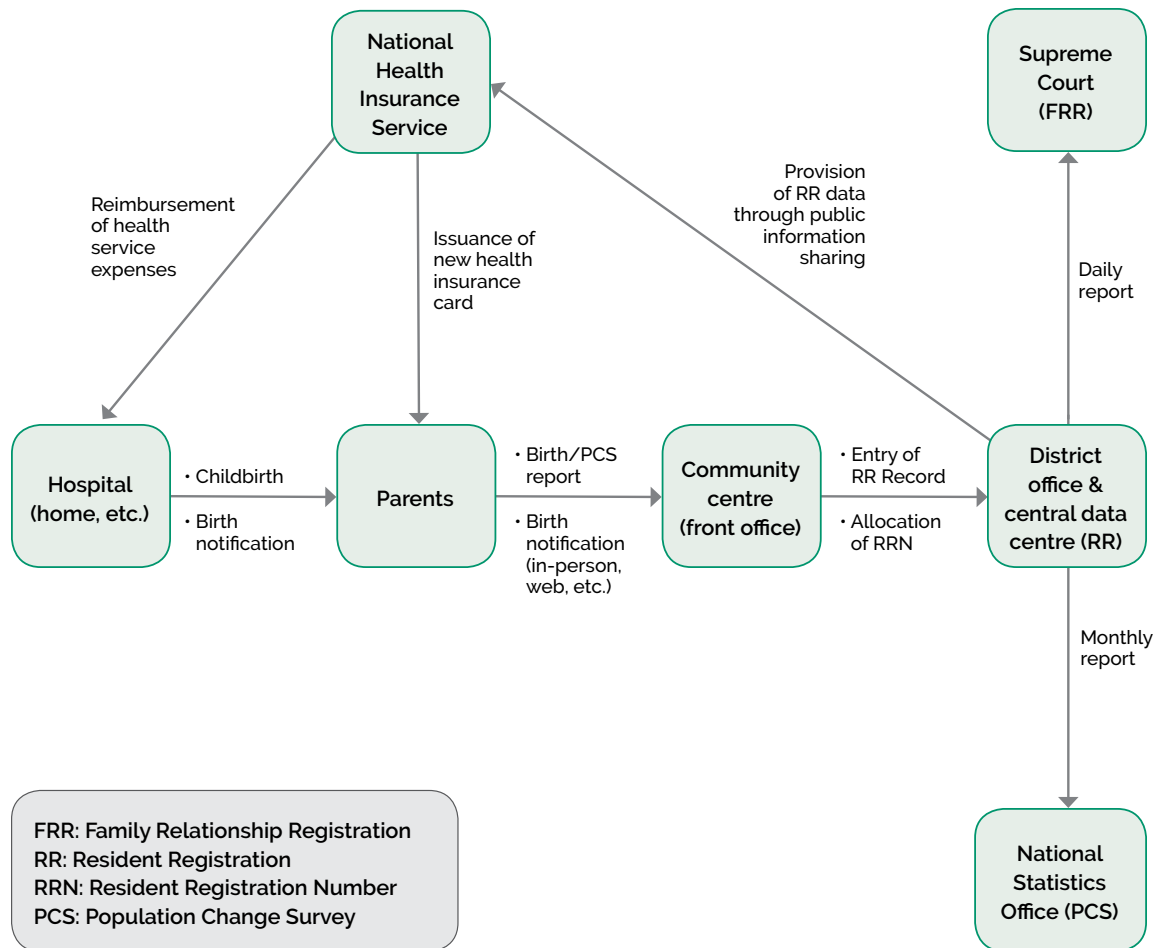 National
Health
Insurance
Service
Supreme
Court
(FRR)
Reimbursement
of health
service
expenses
Issuance of
new health
insurance
card
Provision
of RR data
through public
information
sharing
Daily
report
Hospital
(home, etc.)
• Childbirth
• Birth
notification
Parents
• Birth/PCS
report
• Birth
notification
(in-person,
web, etc.)
Community
centre
(front office)
• Entry of
RR Record
• Allocation
of RRN
District
office &
central data
centre (RR)
Monthly
report
National
Statistics
Office (PCS)
FRR: Family Relationship Registration
RR: Resident Registration
RRN: Resident Registration Number
PCS: Population Change Survey